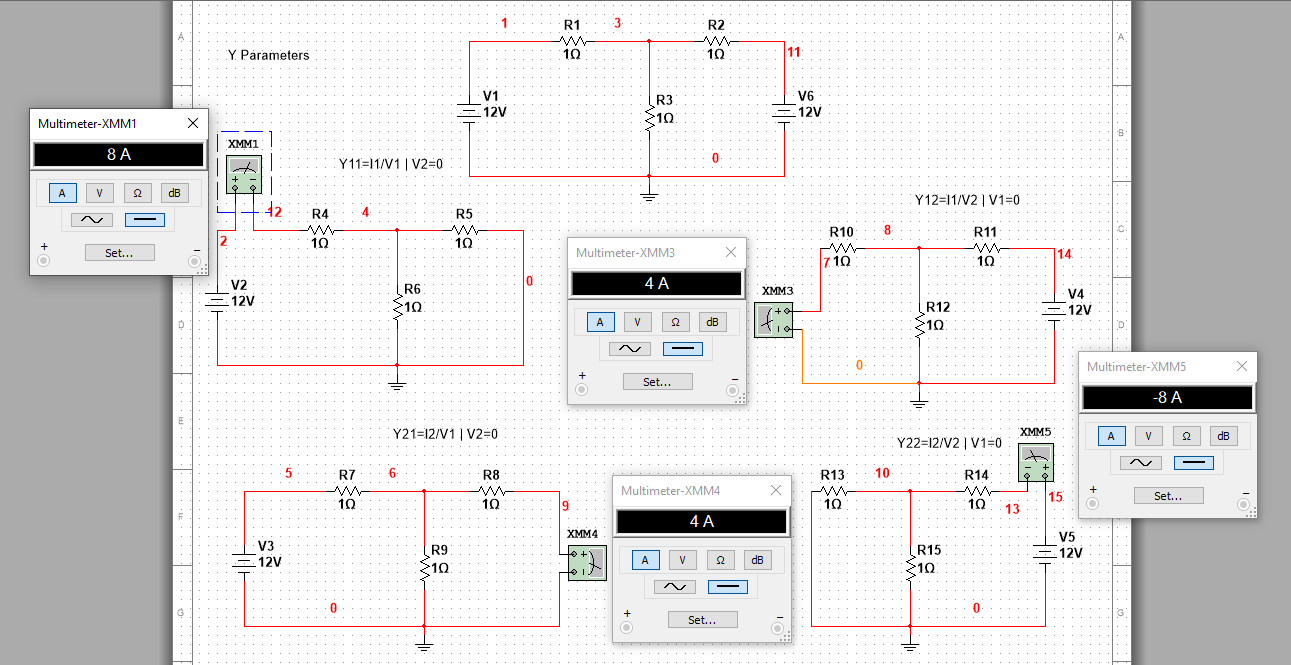 Y Parameters
1
R1
1Ω
3
R2
1Ω
11
V1
12V
R3
1Ω
V6
12V
0
Multimeter-XMM1
8 A
A
V
Ω
dB
+
Set...
−
XMM1
+ −
Y11=I1/V1 | V2=0
12
2
R4
1Ω
4
R5
1Ω
0
V2
12V
R6
1Ω
Multimeter-XMM3
4 A
A
V
Ω
dB
+
Set...
−
Y12=I1/V2 | V1=0
XMM3
+
R10
1Ω
7
8
R11
1Ω
14
R12
1Ω
V4
12V
0
Multimeter-XMM5
-8 A
A
V
Ω
dB
+
Set...
−
Y21=I2/V1 | V2=0
5
R7
1Ω
6
R8
1Ω
9
V3
12V
R9
1Ω
0
XMM4
+
Multimeter-XMM4
4 A
A
V
Ω
dB
+
Set...
−
Y22=I2/V2 | V1=0
XMM5
− +
R13
1Ω
10
R14
1Ω
13
15
R15
1Ω
V5
12V
0
A
B
C
D
E
F
G
A
B
C
D
G